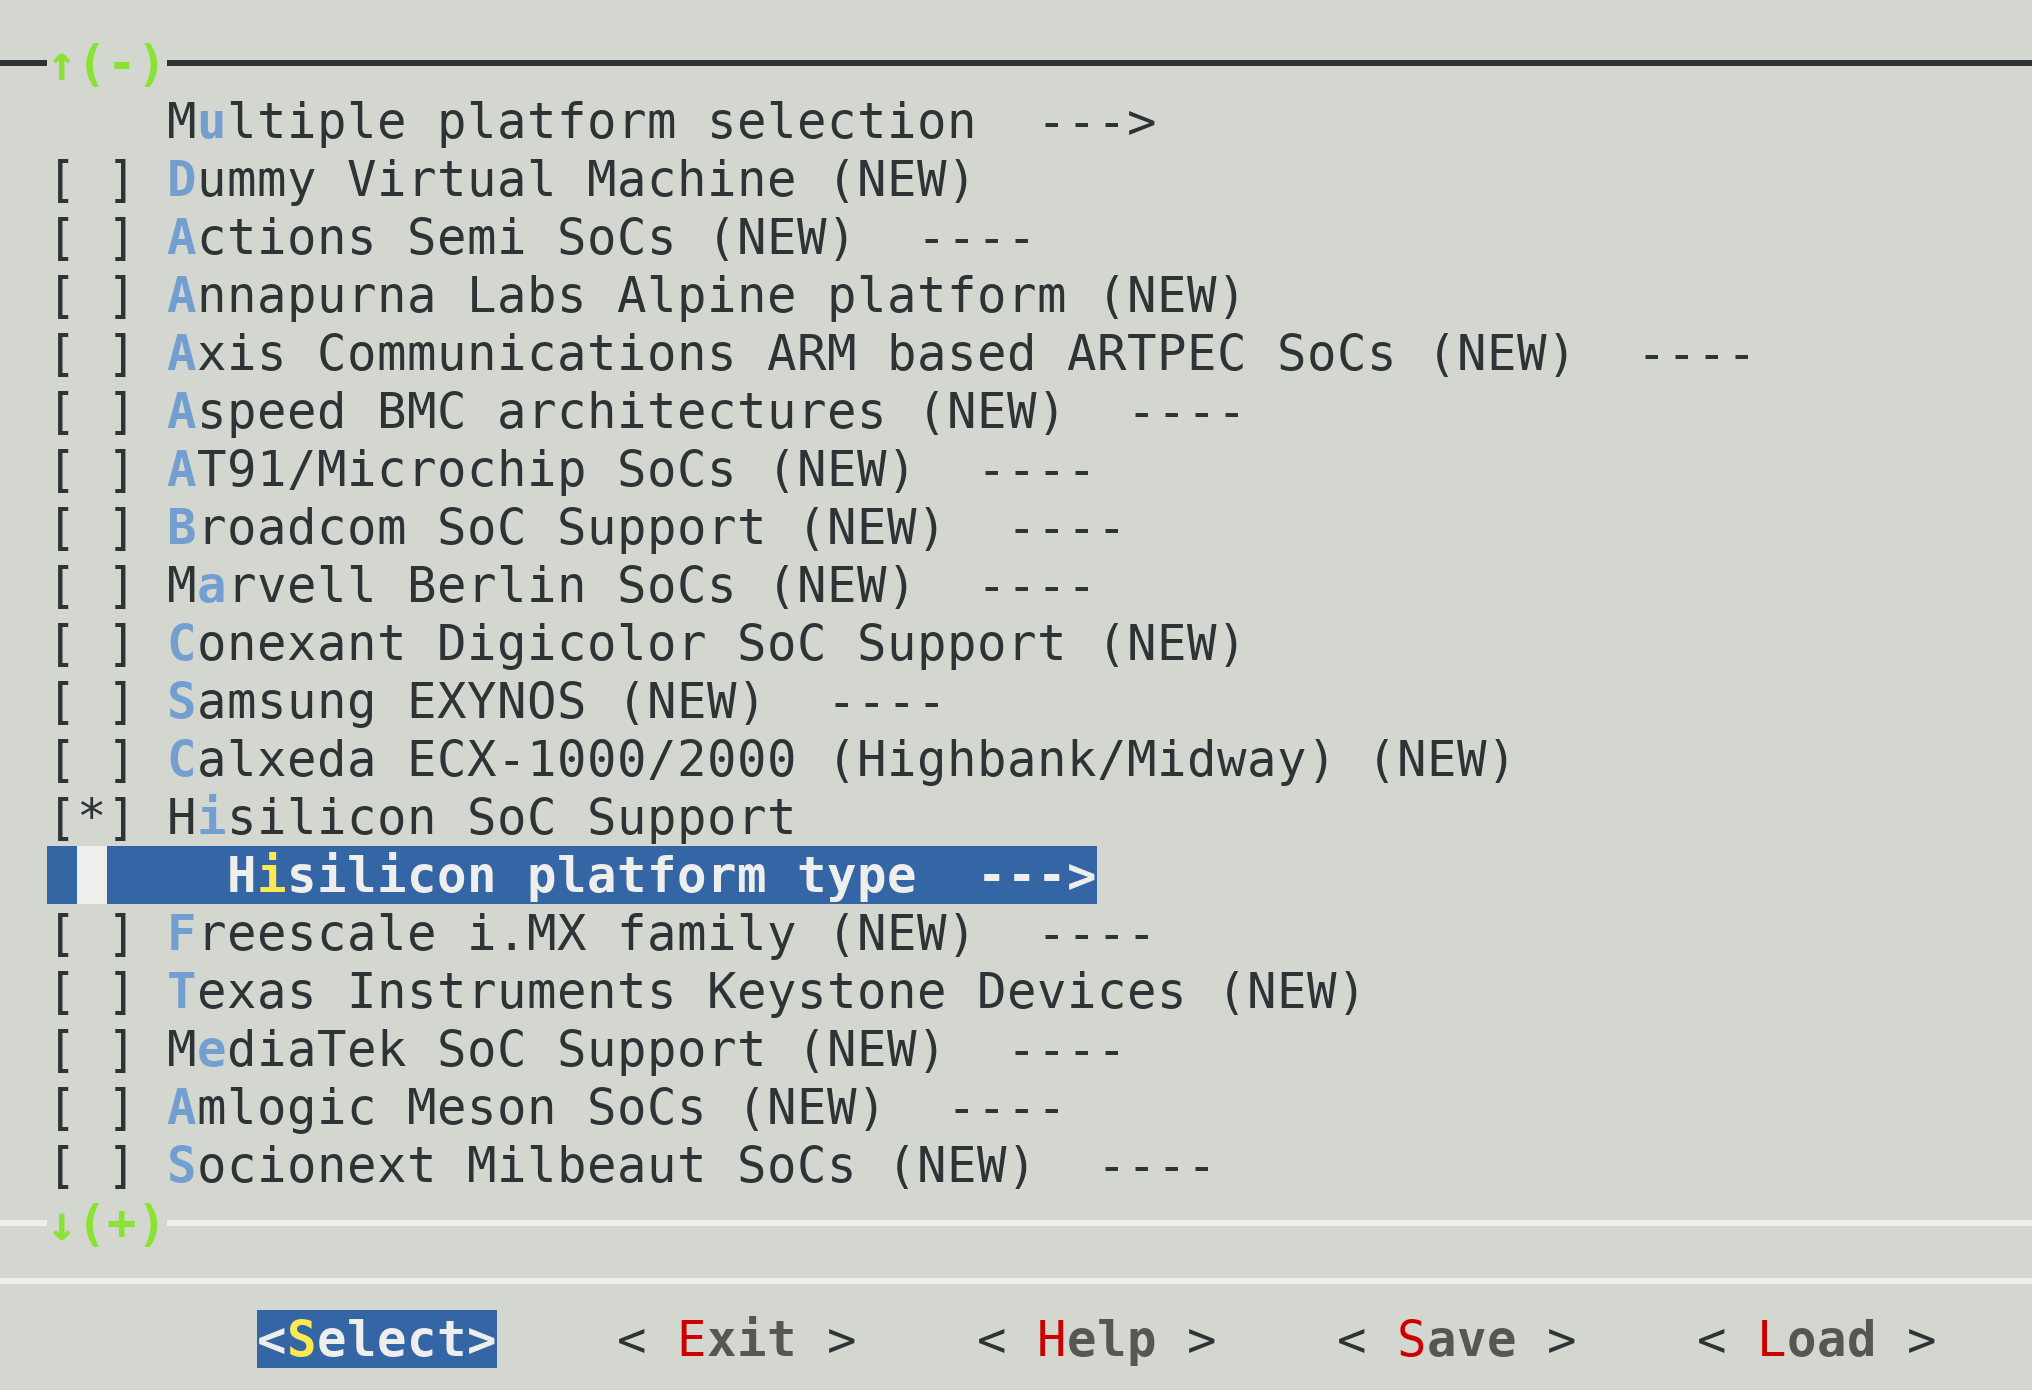 ↑(-)
Multiple platform selection  --->
[ ] Dummy Virtual Machine (NEW)
[ ] Actions Semi SoCs (NEW)  ----
[ ] Annapurna Labs Alpine platform (NEW)
[ ] Axis Communications ARM based ARTPEC SoCs (NEW)  ----
[ ] Aspeed BMC architectures (NEW)  ----
[ ] AT91/Microchip SoCs (NEW)  ----
[ ] Broadcom SoC Support (NEW)  ----
[ ] Marvell Berlin SoCs (NEW)  ----
[ ] Conexant Digicolor SoC Support (NEW)
[ ] Samsung EXYNOS (NEW)  ----
[ ] Calxeda ECX-1000/2000 (Highbank/Midway) (NEW)
[*] Hisilicon SoC Support
Hisilicon platform type  --->
[ ] Freescale i.MX family (NEW)  ----
[ ] Texas Instruments Keystone Devices (NEW)
[ ] MediaTek SoC Support (NEW)  ----
[ ] Amlogic Meson SoCs (NEW)  ----
[ ] Socionext Milbeaut SoCs (NEW)  ----
↓(+)
<Select>    < Exit >    < Help >    < Save >    < Load >